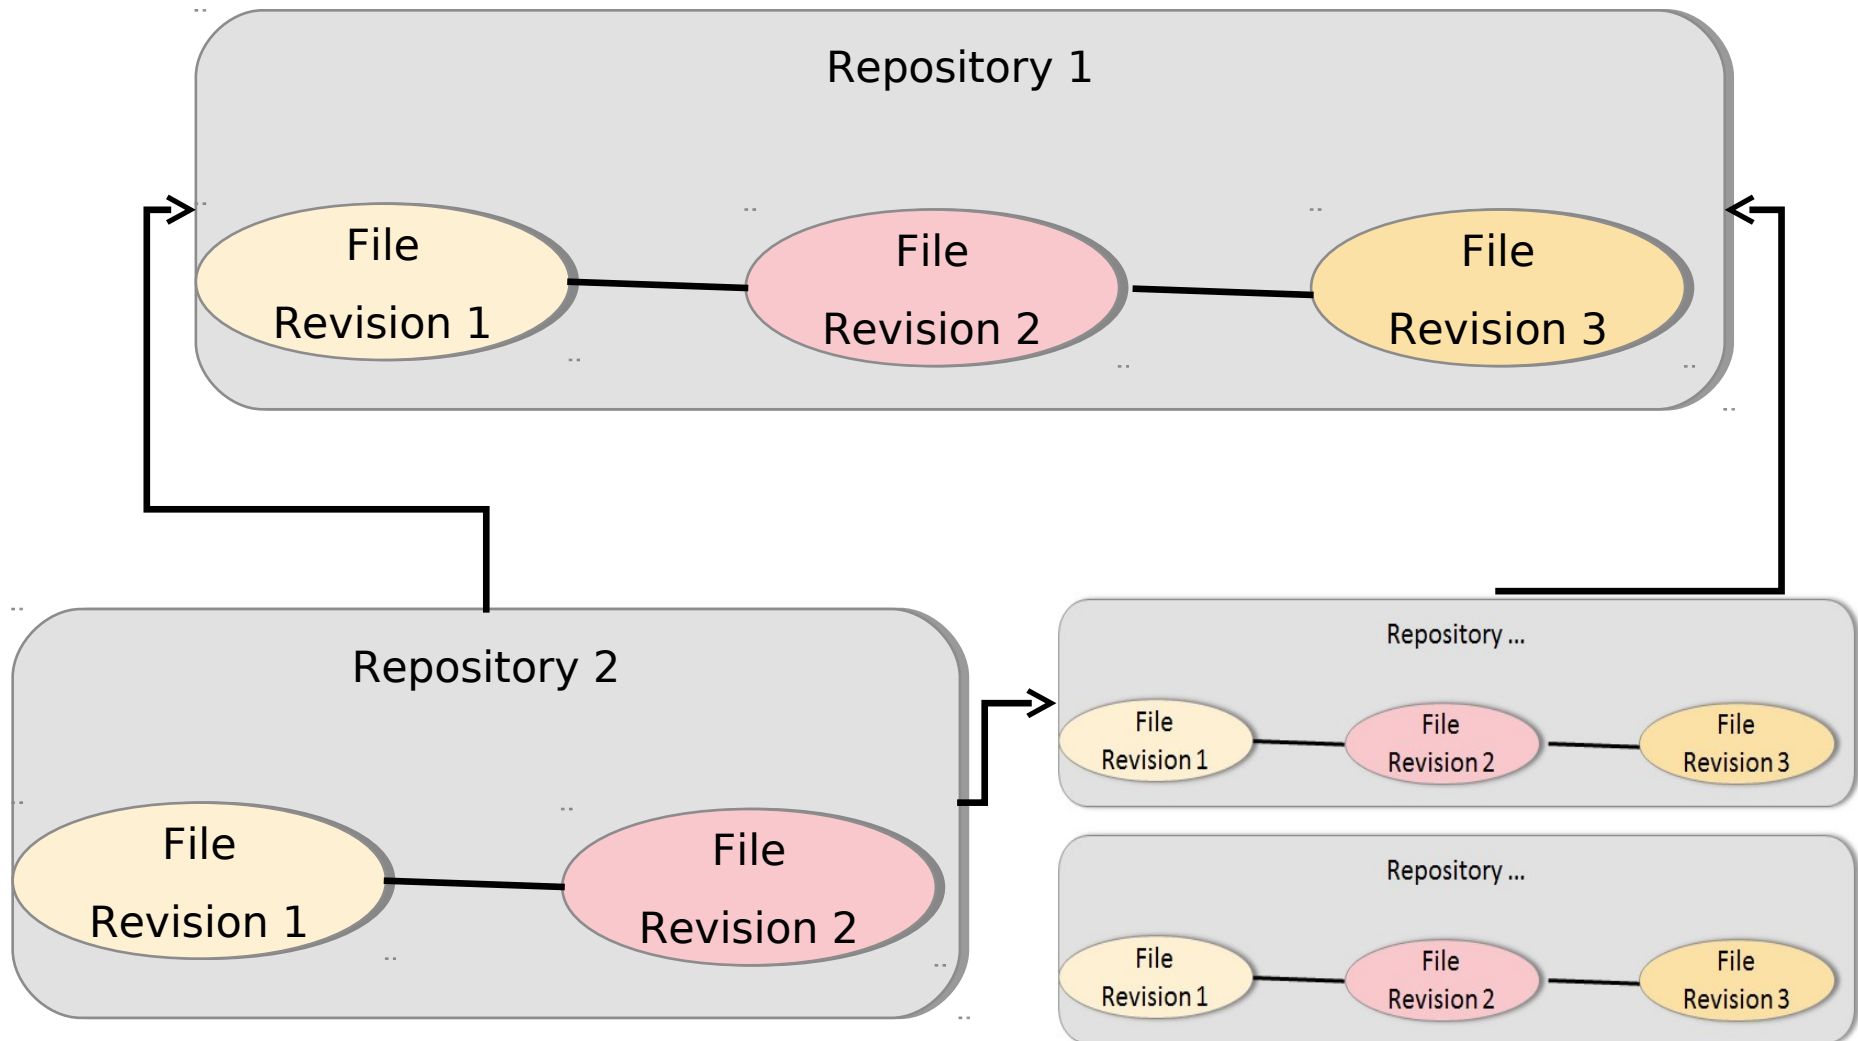 Repository 1
File
Revision 1
File
Revision 2
File
Revision 3
Repository 2
File
Revision 1
File
Revision 2
Repository ...
File
Revision 1
File
Revision 2
File
Revision 3
Repository ...
File
Revision 1
File
Revision 2
File
Revision 3